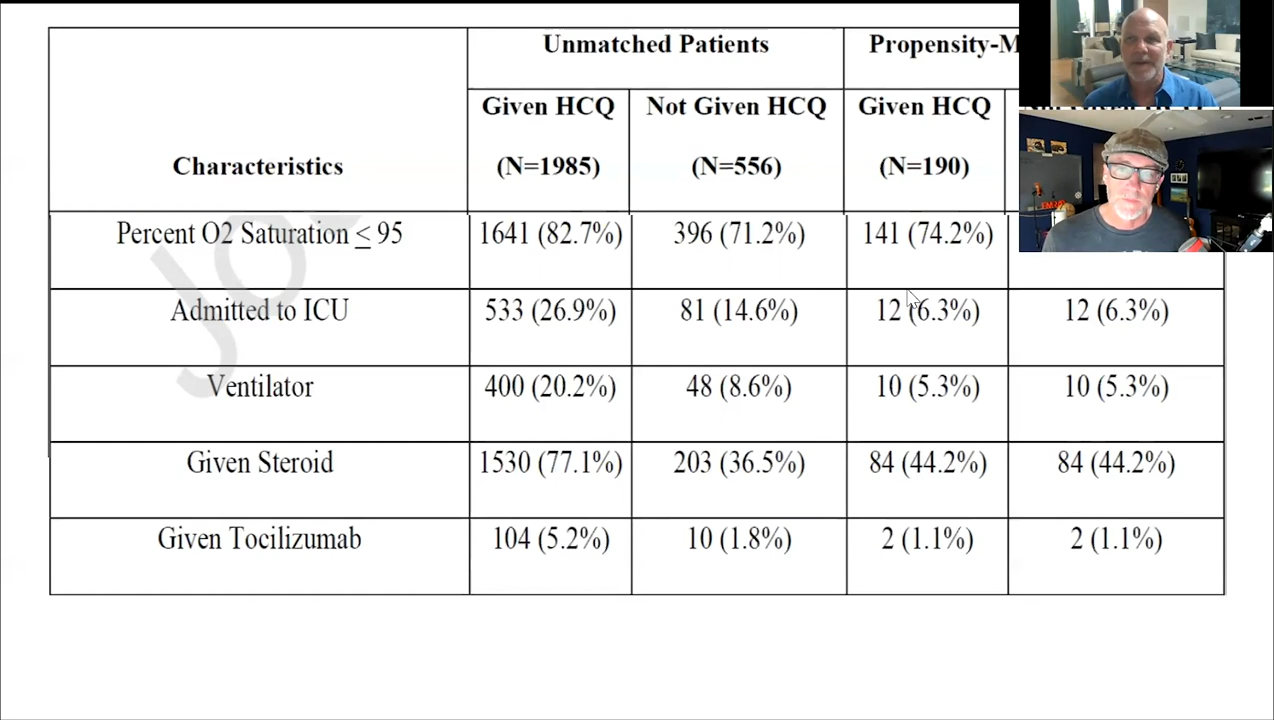 Unmatched Patients Propensity-M
Characteristics Given HCQ Not Given HCQ Given HCQ
(N=1985) (N=556) (N=190)
Percent O2 Saturation ≤ 95 1641 (82.7%) 396 (71.2%) 141 (74.2%)
Admitted to ICU 533 (26.9%) 81 (14.6%) 12 (6.3%) 12 (6.3%)
Ventilator 400 (20.2%) 48 (8.6%) 10 (5.3%) 10 (5.3%)
Given Steroid 1530 (77.1%) 203 (36.5%) 84 (44.2%) 84 (44.2%)
Given Tocilizumab 104 (5.2%) 10 (1.8%) 2 (1.1%) 2 (1.1%)